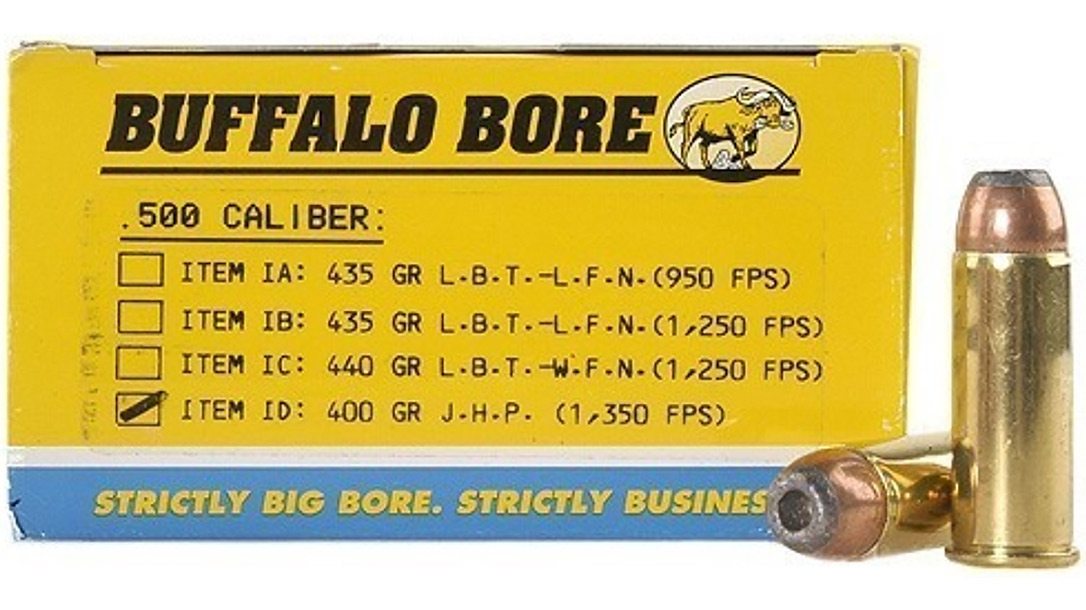 BUFFALO BORE
.500 CALIBER:
ITEM IA: 435 GR L.B.T.-L.F.N.(950 FPS)
ITEM IB: 435 GR L.B.T.-L.F.N.(1,250 FPS)
ITEM IC: 440 GR L.B.T.-W.F.N.(1,250 FPS)
ITEM ID: 400 GR J.H.P. (1,350 FPS)
STRICTLY BIG BORE. STRICTLY BUSINES